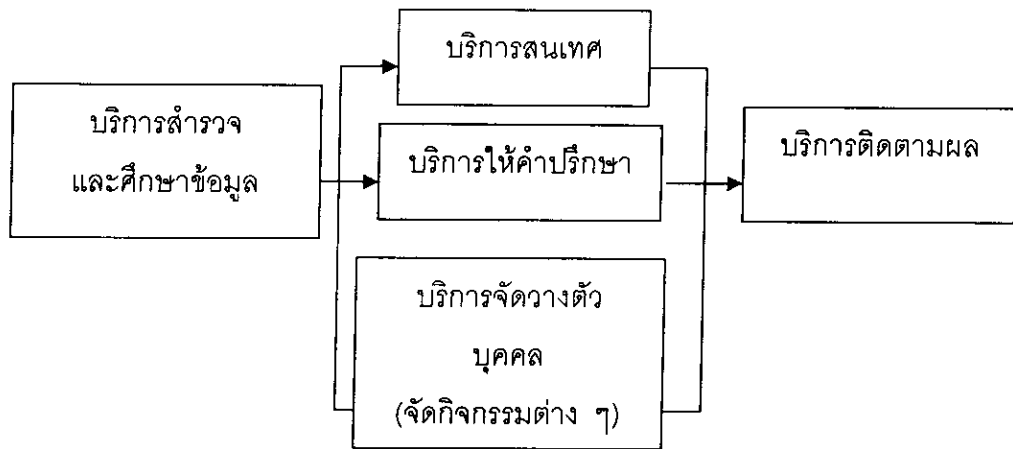 บริการสำรวจ
และศึกษาข้อมูล
บริการสนเทศ
บริการให้คำปรึกษา
บริการจัดวางตัว
บุคคล
(จัดกิจกรรมต่าง ๆ)
บริการติดตามผล